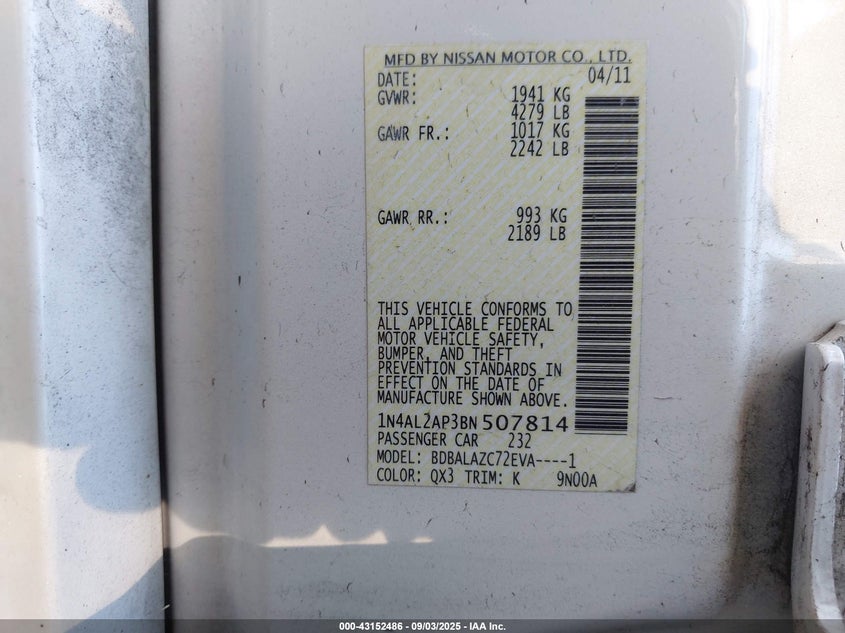 MFD BY NISSAN MOTOR CO., LTD.
DATE: 04/11
GVWR: 1941 KG
4279 LB
GAWR FR.: 1017 KG
2242 LB
GAWR RR.: 993 KG
2189 LB
THIS VEHICLE CONFORMS TO
ALL APPLICABLE FEDERAL
MOTOR VEHICLE SAFETY,
BUMPER, AND THEFT
PREVENTION STANDARDS IN
EFFECT ON THE DATE OF
MANUFACTURE SHOWN ABOVE.
1N4AL2AP3BN 507814
PASSENGER CAR 232
MODEL: BDBALAZC72EVA----1
COLOR: QX3 TRIM: K 9N00A
000-43152486 - 09/03/2025 - IAA Inc.